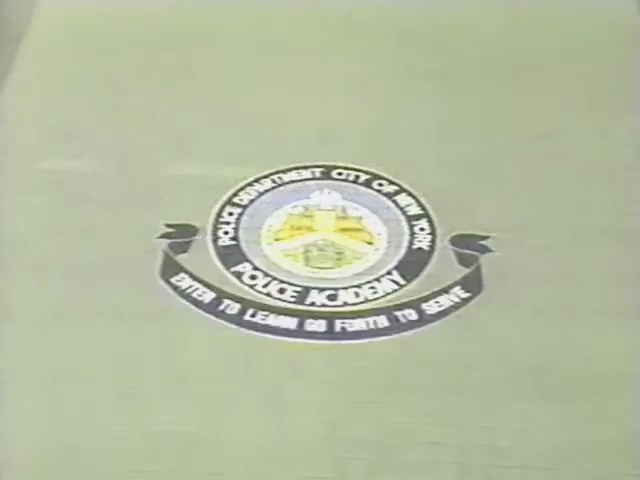 POLICE DEPARTMENT CITY OF NEW YORK
POLICE ACADEMY
ENTER TO LEARN GO FORTH TO SERVE